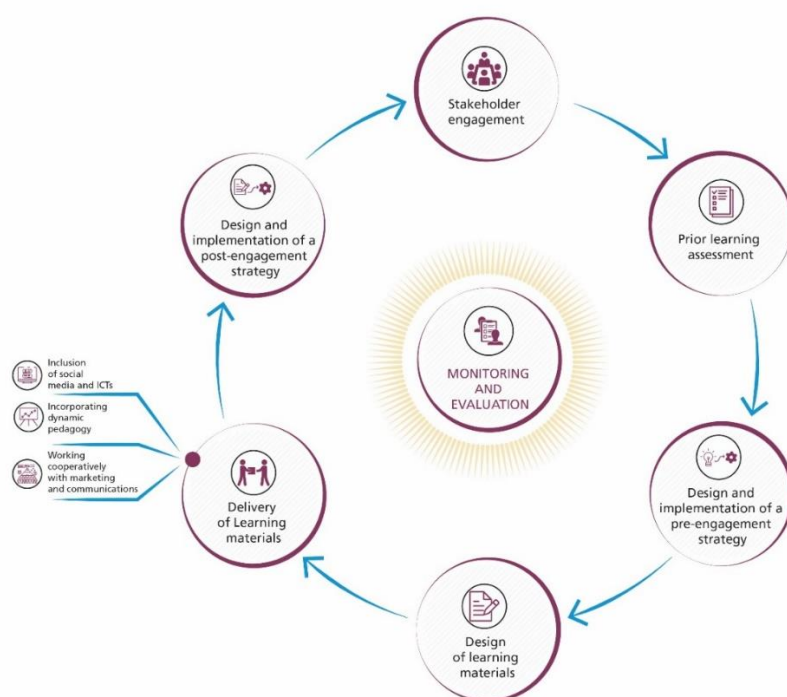 Stakeholder
engagement
Prior learning
assessment
Design and
implementation of a
pre-engagement
strategy
Design
of learning
materials
Delivery
of Learning
materials
Inclusion
of social
media and ICTs
Incorporating
dynamic
pedagogy
Working
cooperatively
with marketing
and communications
Design and
implementation of a
post-engagement
strategy
MONITORING
AND
EVALUATION